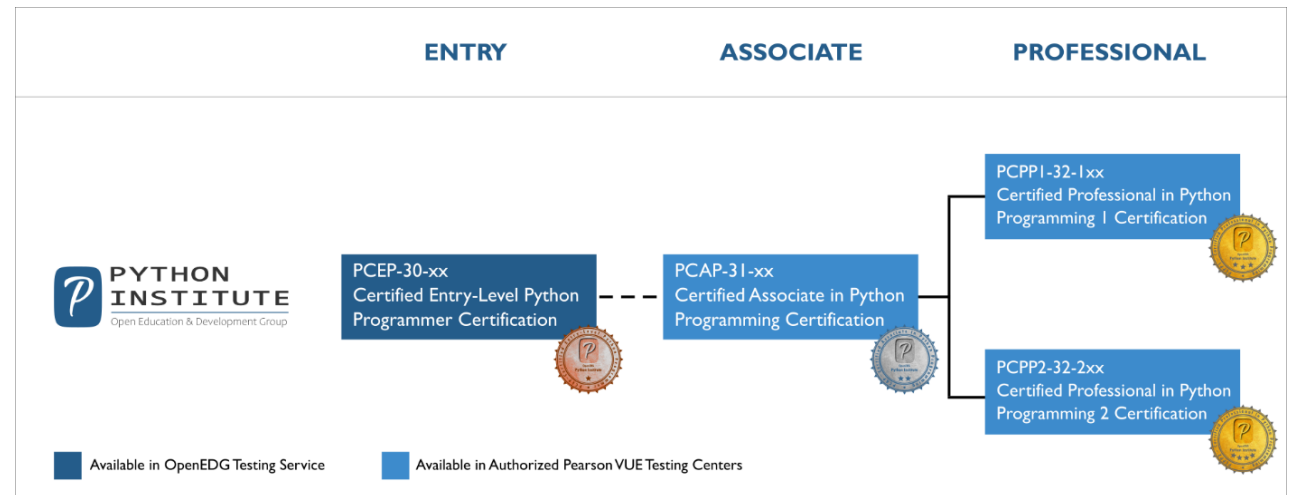 ENTRY
ASSOCIATE
PROFESSIONAL
PCPP1-32-1xx
Certified Professional in Python
Programming 1 Certification
PYTHON
INSTITUTE
Open Education & Development Group
PCEP-30-xx
Certified Entry-Level Python
Programmer Certification
PCAP-31-xx
Certified Associate in Python
Programming Certification
PCPP2-32-2xx
Certified Professional in Python
Programming 2 Certification
Available in OpenEDG Testing Service
Available in Authorized Pearson VUE Testing Centers